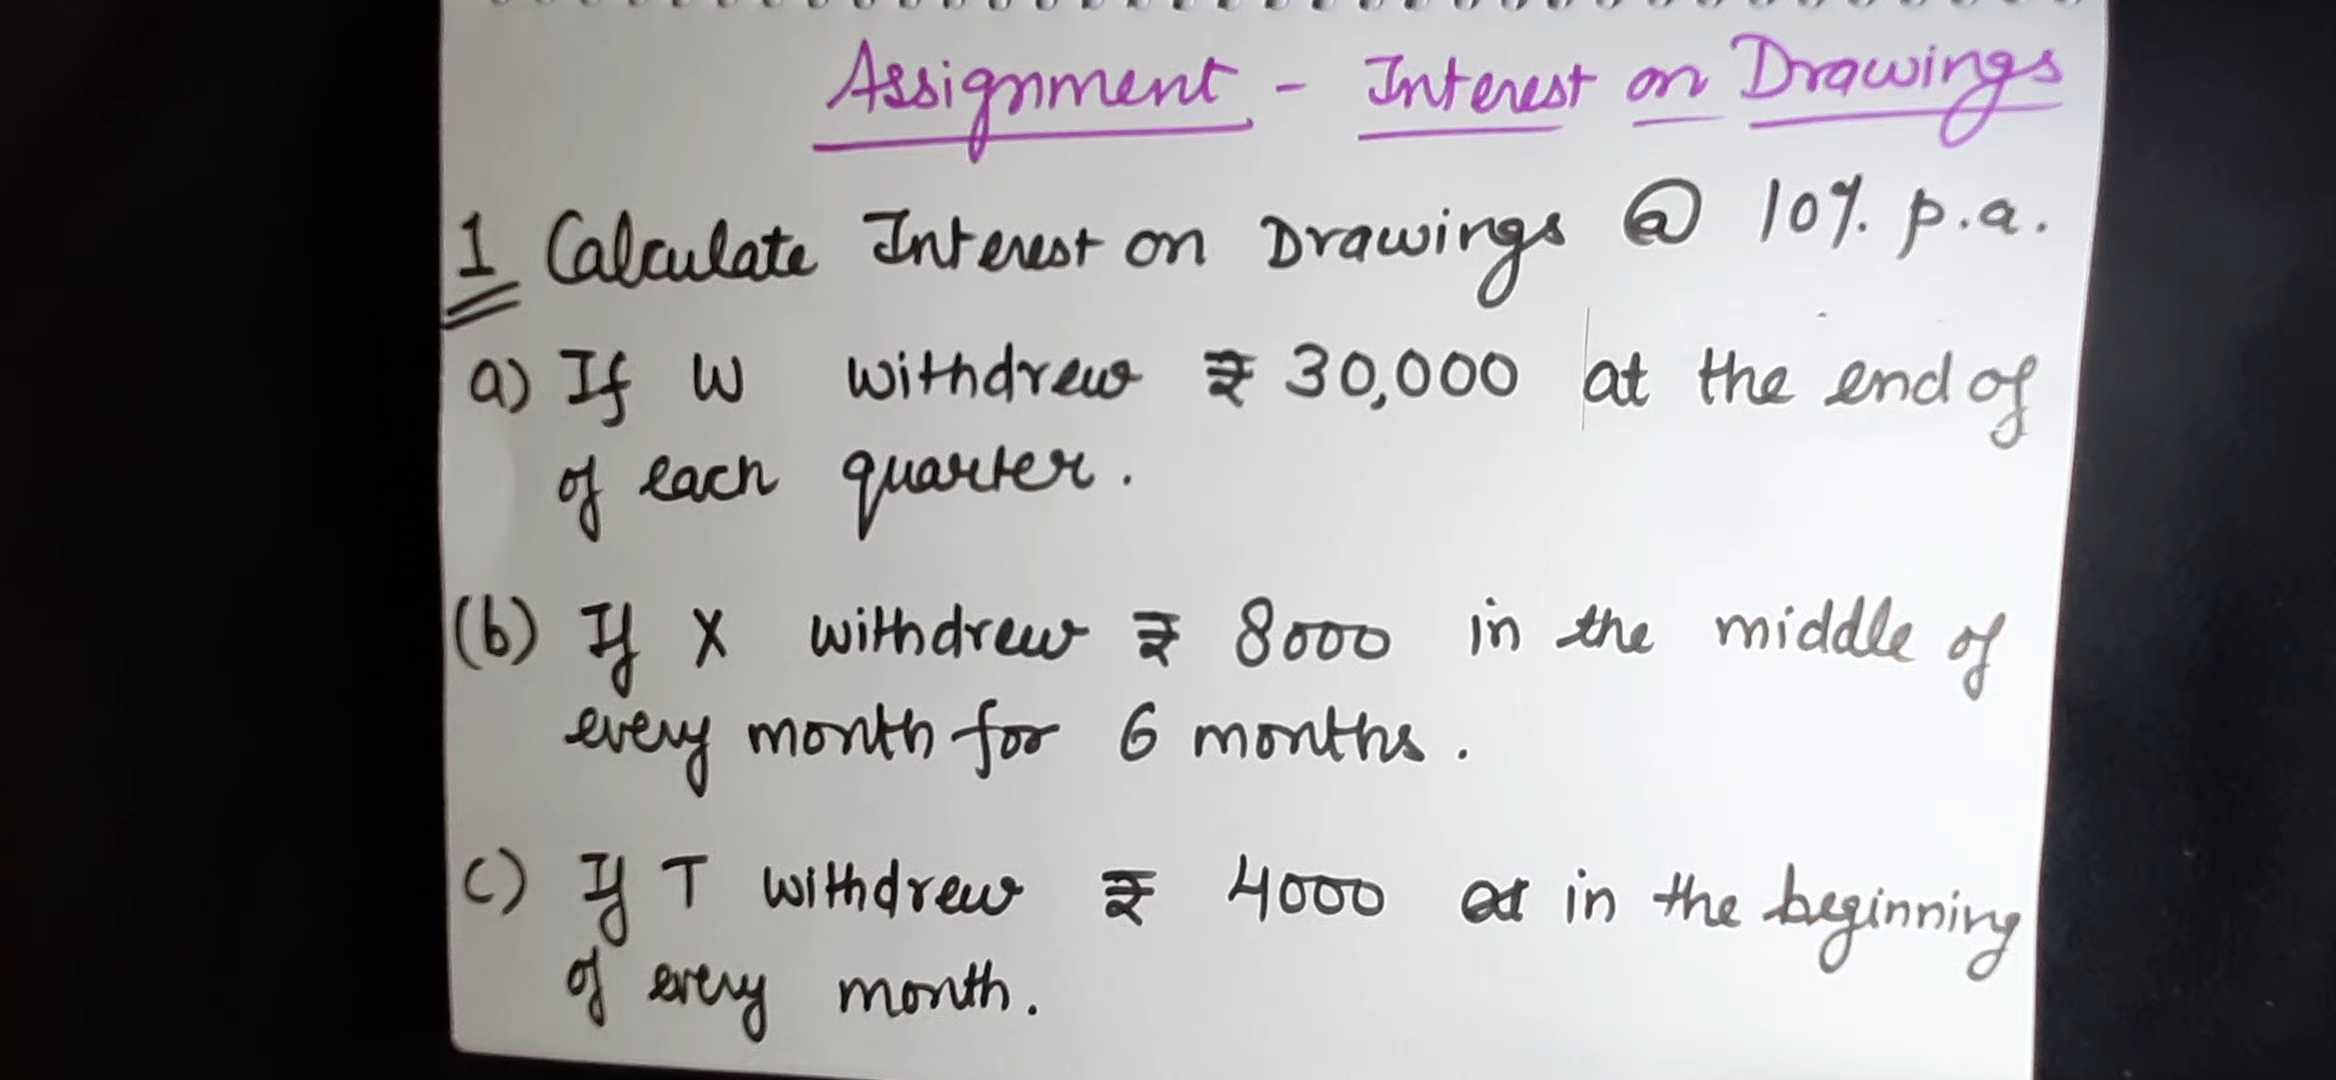 Assignment - Interest on Drawings
1 Calculate Interest on Drawings @ 10% p.a.
a) If W withdrew ₹ 30,000 at the end of
of each quarter.
(b) If X withdrew ₹ 8000 in the middle of
every month for 6 months.
c) If T withdrew ₹ 4000 at in the beginning
of every month.